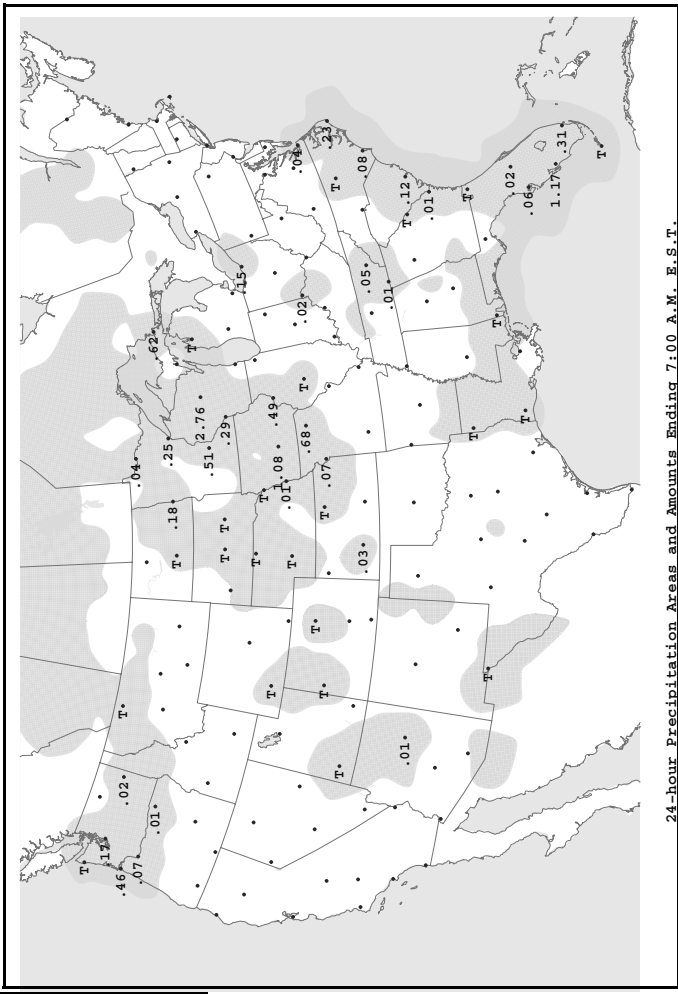 T
.17
.46
.02
T
.04
.07
.01
.62
.25
.18
T
T
2.76
.51
T
T
.29
.15
T
T
T
.49
1.08
.01
T
.04
.02
T
.68
T
T
T
.07
.23
T
T
.03
.08
.05
.01
.01
T
.12
.01
T
T
T
T
.02
T
.06
1.17
.31
T
24-hour Precipitation Areas and Amounts Ending 7:00 A.M. E.S.T.